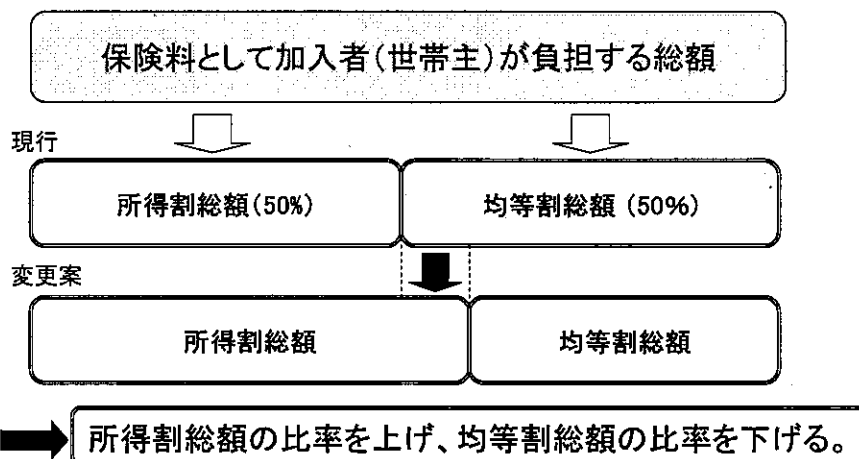 保険料として加入者（世帯主）が負担する総額
現行
所得割総額（50%）
均等割総額（50%）
変更案
所得割総額
均等割総額
所得割総額の比率を上げ、均等割総額の比率を下げる。